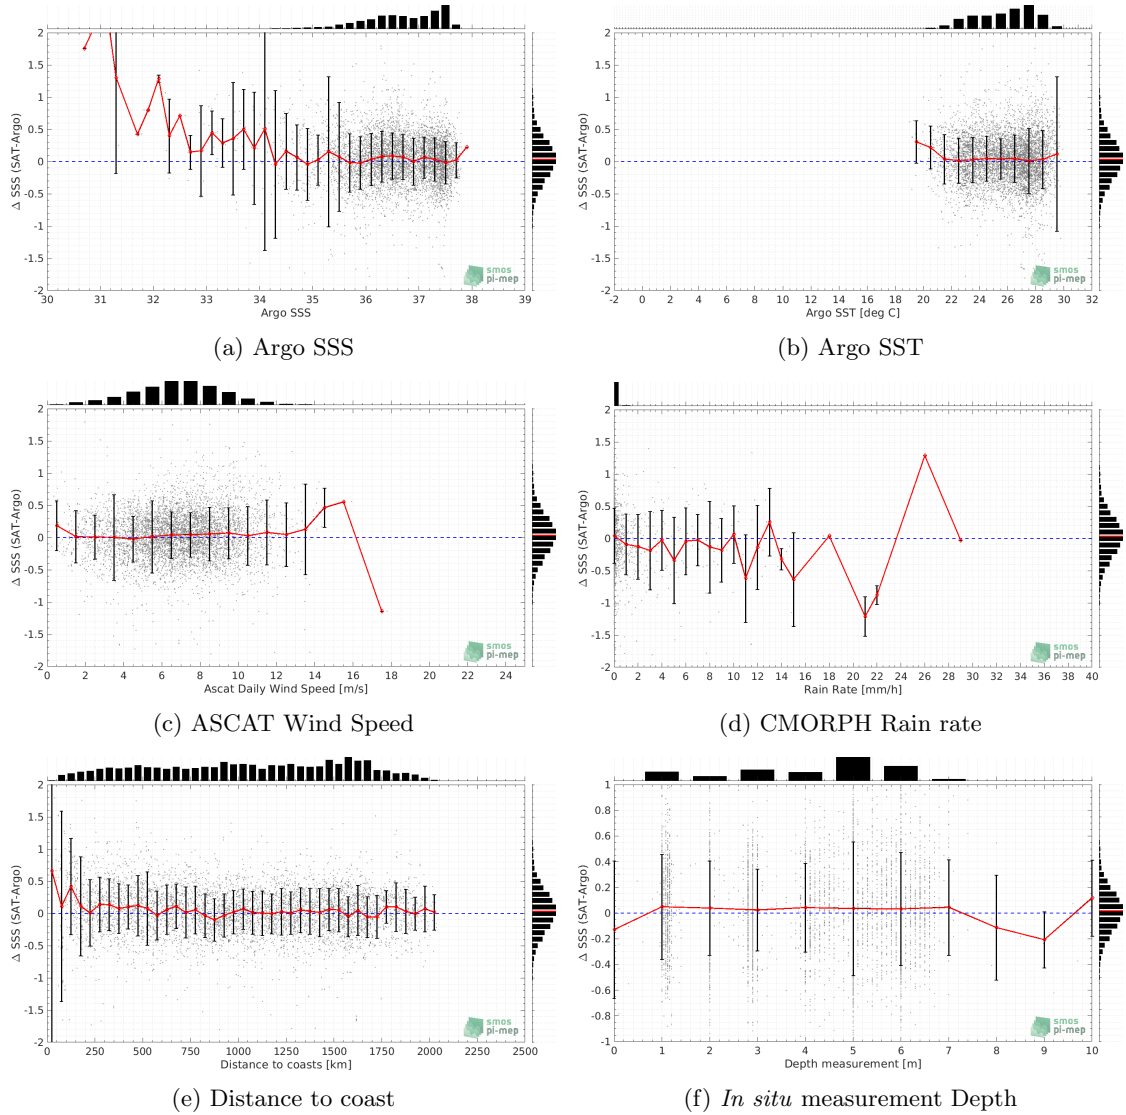 2
1.5
1
0.5
0
-0.5
-1
-1.5
-2
Δ SSS (SAT-Argo)
30 31 32 33 34 35 36 37 38 39
Argo SSS
smos
pi-mep
(a) Argo SSS
2
1.5
1
0.5
0
-0.5
-1
-1.5
-2
Δ SSS (SAT-Argo)
-2 0 2 4 6 8 10 12 14 16 18 20 22 24 26 28 30 32
Argo SST [deg C]
smos
pi-mep
(b) Argo SST
2
1.5
1
0.5
0
-0.5
-1
-1.5
-2
Δ SSS (SAT-Argo)
0 2 4 6 8 10 12 14 16 18 20 22 24
Ascat Daily Wind Speed [m/s]
smos
pi-mep
(c) ASCAT Wind Speed
2
1.5
1
0.5
0
-0.5
-1
-1.5
-2
Δ SSS (SAT-Argo)
0 2 4 6 8 10 12 14 16 18 20 22 24 26 28 30 32 34 36 38 40
Rain Rate [mm/h]
smos
pi-mep
(d) CMORPH Rain rate
2
1.5
1
0.5
0
-0.5
-1
-1.5
-2
Δ SSS (SAT-Argo)
0 250 500 750 1000 1250 1500 1750 2000 2250 2500
Distance to coasts [km]
smos
pi-mep
(e) Distance to coast
1
0.8
0.6
0.4
0.2
0
-0.2
-0.4
-0.6
-0.8
-1
Δ SSS (SAT-Argo)
0 1 2 3 4 5 6 7 8 9 10
Depth measurement [m]
smos
pi-mep
(f) In situ measurement Depth